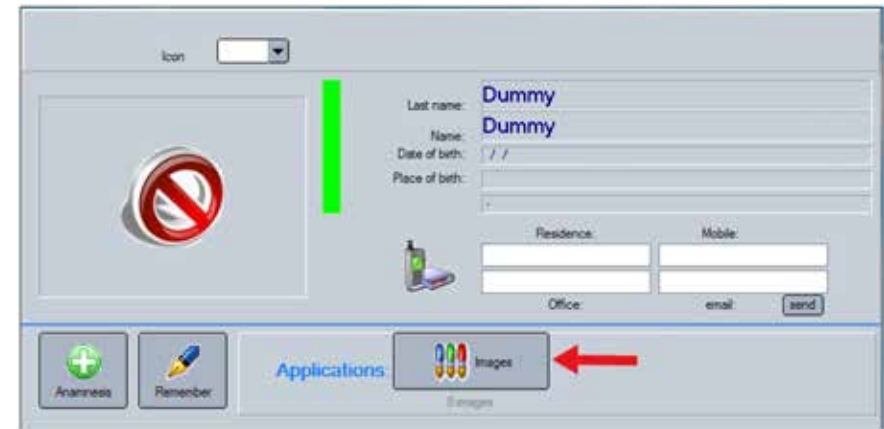 Icon
Last name: Dummy
Name: Dummy
Date of birth: / /
Place of birth:
Residence: Mobile:
Office: email: send
Anamnesis Remember Applications Images
images